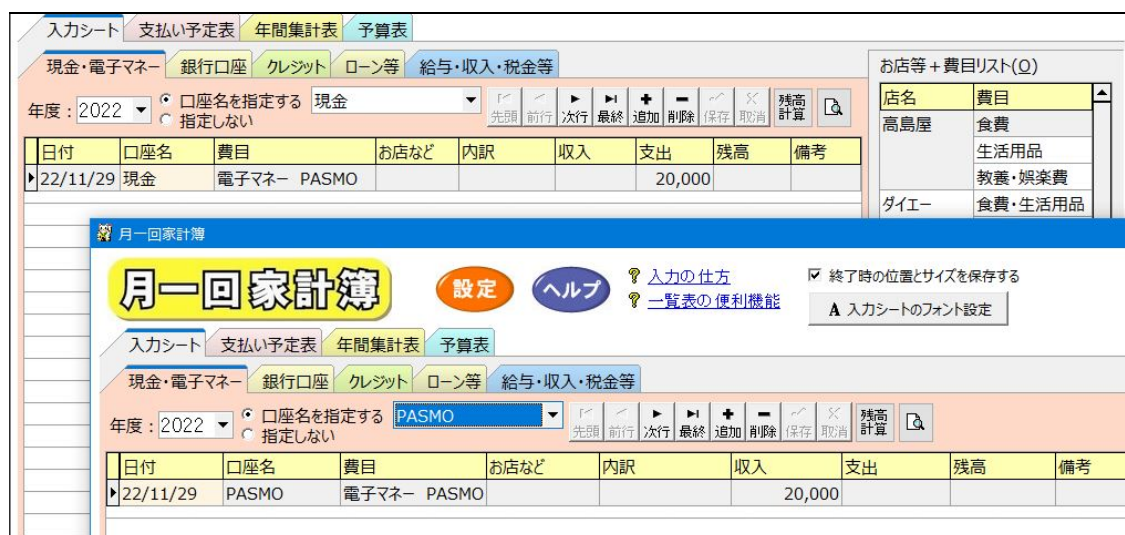 入力シート 支払い予定表 年間集計表 予算表
現金・電子マネー 銀行口座 クレジット ローン等 給与・収入・税金等
お店等+費目リスト(O)
年度: 2022 口座名を指定する 指定しない 現金 先頭 前行 次行 最終 追加 削除 保存 取消 残高計算
店名 費目
高島屋 食費
生活用品
教養・娯楽費
ダイエー 食費・生活用品
日付 口座名 費目 お店など 内訳 収入 支出 残高 備考
22/11/29 現金 電子マネー PASMO 20,000
月一回家計簿
月一回家計簿 設定 ヘルプ
? 入力の仕方
? 一覧表の便利機能
終了時の位置とサイズを保存する
A 入力シートのフォント設定
入力シート 支払い予定表 年間集計表 予算表
現金・電子マネー 銀行口座 クレジット ローン等 給与・収入・税金等
年度: 2022 口座名を指定する 指定しない PASMO 先頭 前行 次行 最終 追加 削除 保存 取消 残高計算
日付 口座名 費目 お店など 内訳 収入 支出 残高 備考
22/11/29 PASMO 電子マネー PASMO 20,000